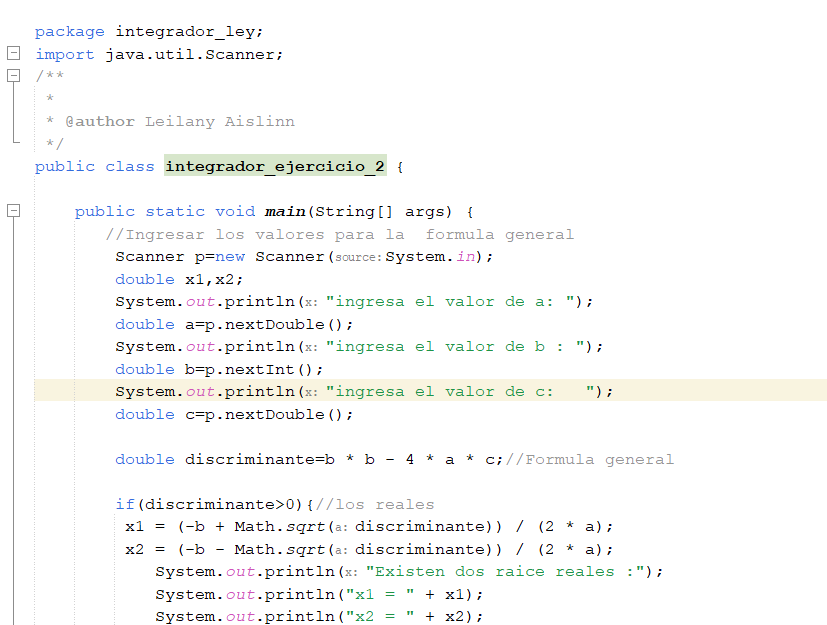 package integrador_ley;
import java.util.Scanner;
/**
 *
 * @author Leilany Aislinn
 */
public class integrador_ejercicio_2 {
public static void main(String[] args) {
//Ingresar los valores para la  formula general
Scanner p=new Scanner(source: System.in);
double x1,x2;
System.out.println(x: "ingresa el valor de a: ");
double a=p.nextDouble();
System.out.println(x: "ingresa el valor de b : ");
double b=p.nextInt();
System.out.println(x: "ingresa el valor de c:   ");
double c=p.nextDouble();
double discriminante=b * b - 4 * a * c;//Formula general
if(discriminante>0){//los reales
x1 = (-b + Math.sqrt(a: discriminante)) / (2 * a);
x2 = (-b - Math.sqrt(a: discriminante)) / (2 * a);
System.out.println(x: "Existen dos raice reales :");
System.out.println("x1 = " + x1);
System.out.println("x2 = " + x2);